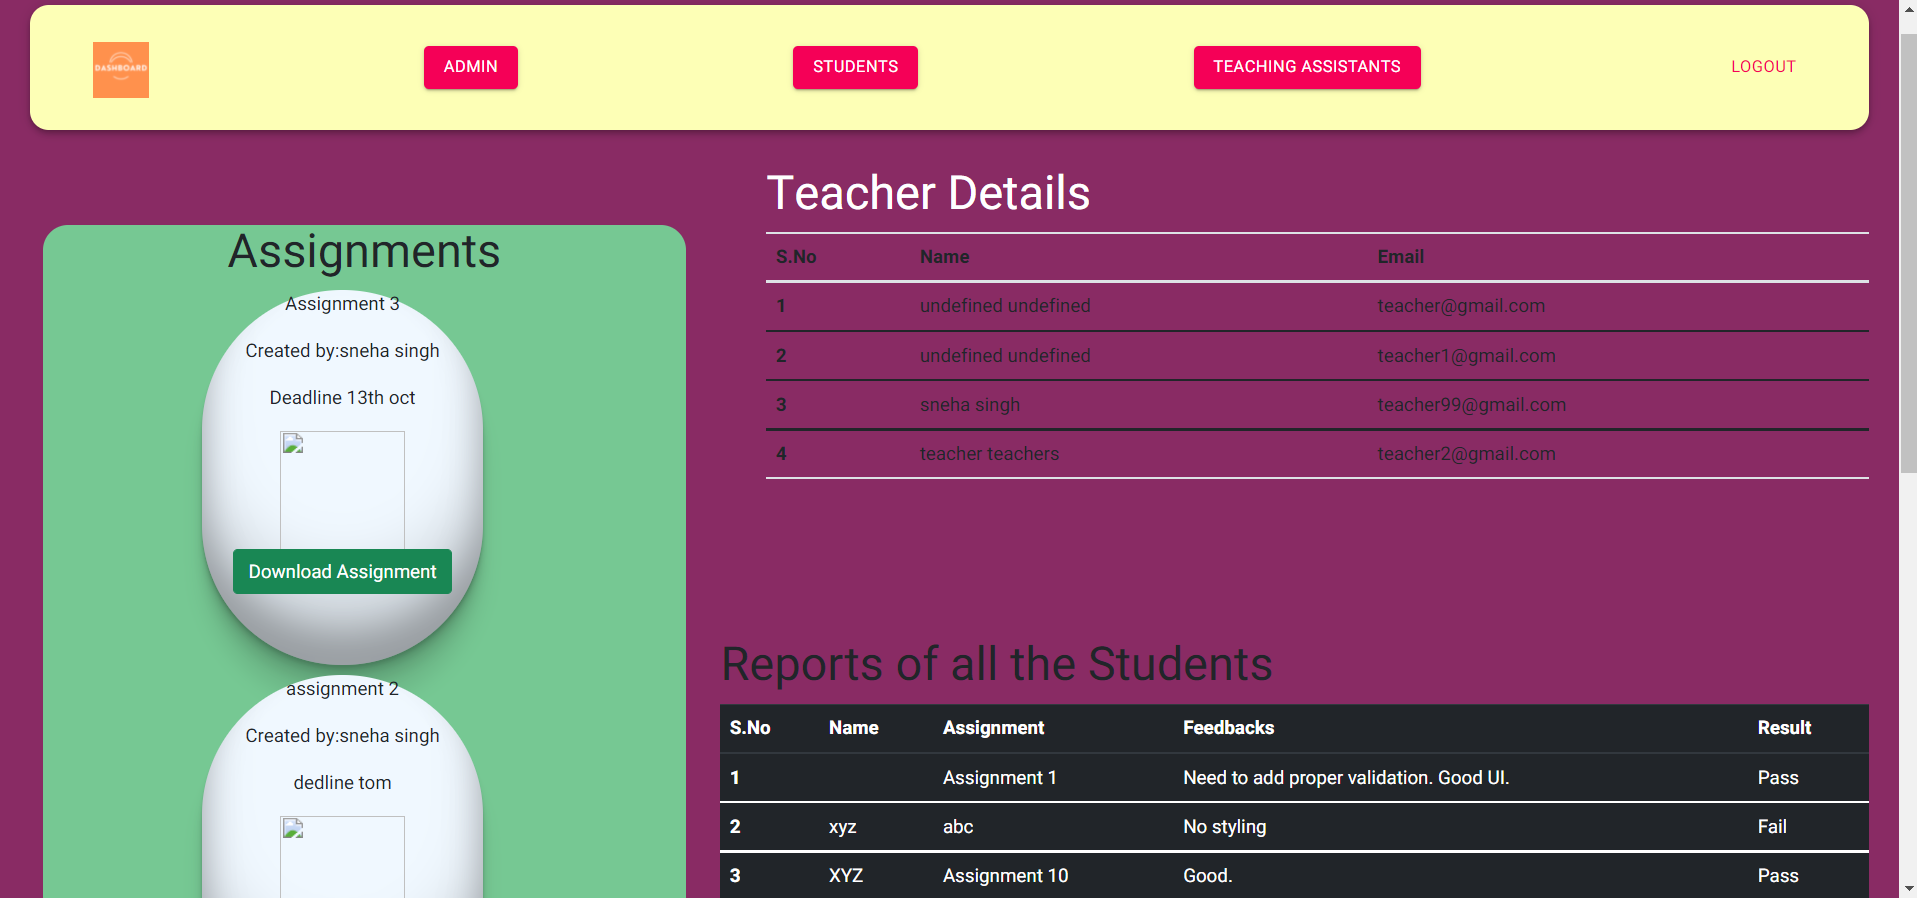 DASHBOARD
ADMIN
STUDENTS
TEACHING ASSISTANTS
LOGOUT
Assignments
Assignment 3
Created by:sneha singh
Deadline 13th oct
Download Assignment
assignment 2
Created by:sneha singh
dedline tom
Teacher Details
S.No Name Email
1 undefined undefined teacher@gmail.com
2 undefined undefined teacher1@gmail.com
3 sneha singh teacher99@gmail.com
4 teacher teachers teacher2@gmail.com
Reports of all the Students
S.No Name Assignment Feedbacks Result
1 Assignment 1 Need to add proper validation. Good UI. Pass
2 xyz abc No styling Fail
3 XYZ Assignment 10 Good. Pass